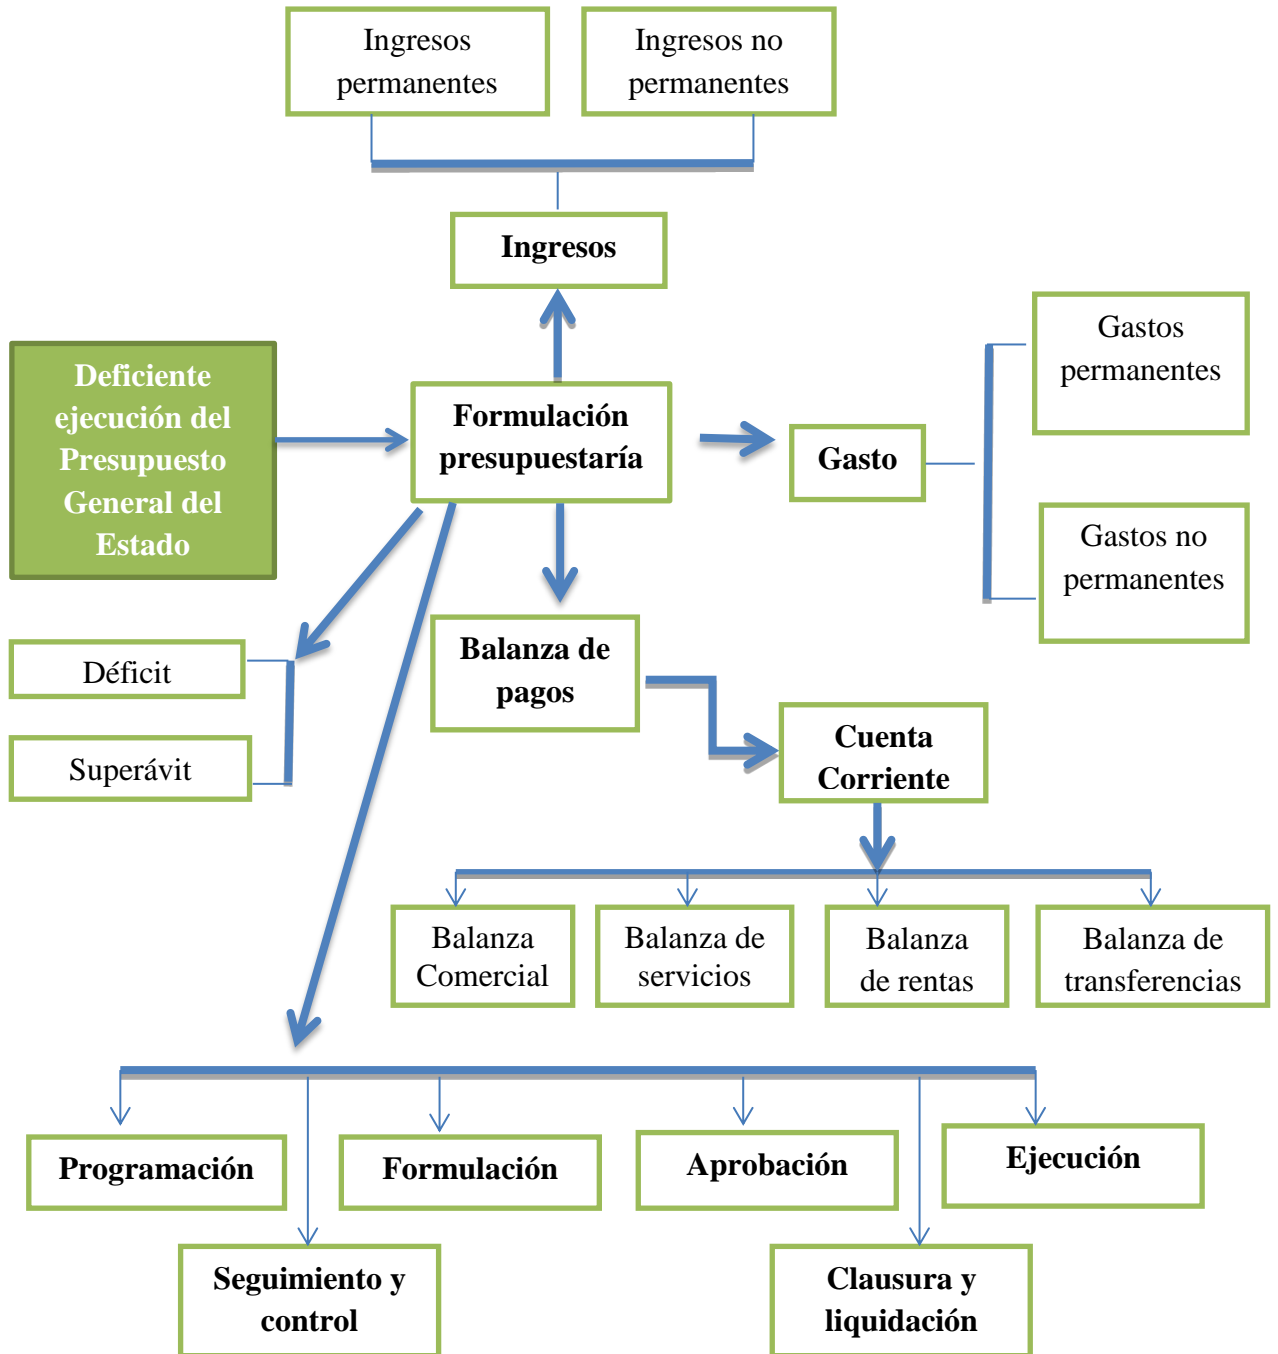 Ingresos
permanentes
Ingresos no
permanentes
Ingresos
Deficiente
ejecución del
Presupuesto
General del
Estado
Formulación
presupuestaría
Gasto
Gastos
permanentes
Gastos no
permanentes
Déficit
Superávit
Balanza de
pagos
Cuenta
Corriente
Balanza
Comercial
Balanza de
servicios
Balanza
de rentas
Balanza de
transferencias
Programación
Formulación
Aprobación
Ejecución
Seguimiento y
control
Clausura y
liquidación